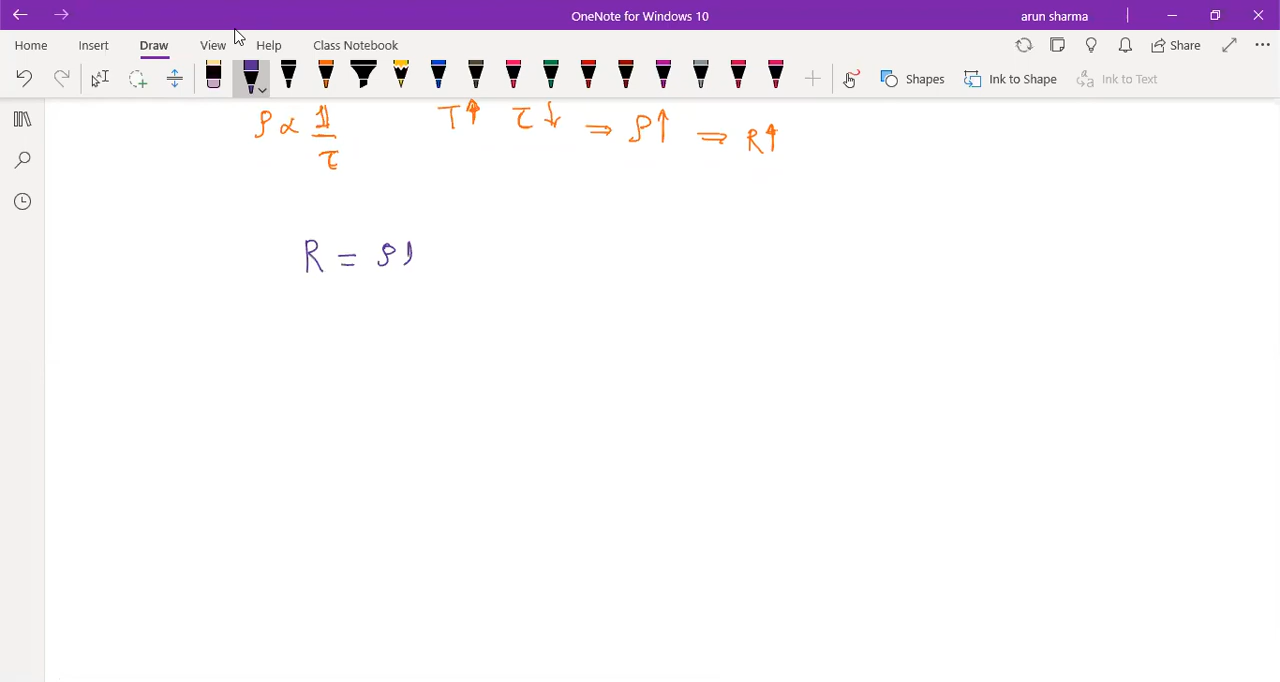 OneNote for Windows 10
arun sharma
Home Insert Draw View Help Class Notebook
Share
Shapes Ink to Shape Ink to Text
ρ ∝ 1/τ T↑ τ↓ ⇒ ρ↑ ⇒ R↑
R = ρl